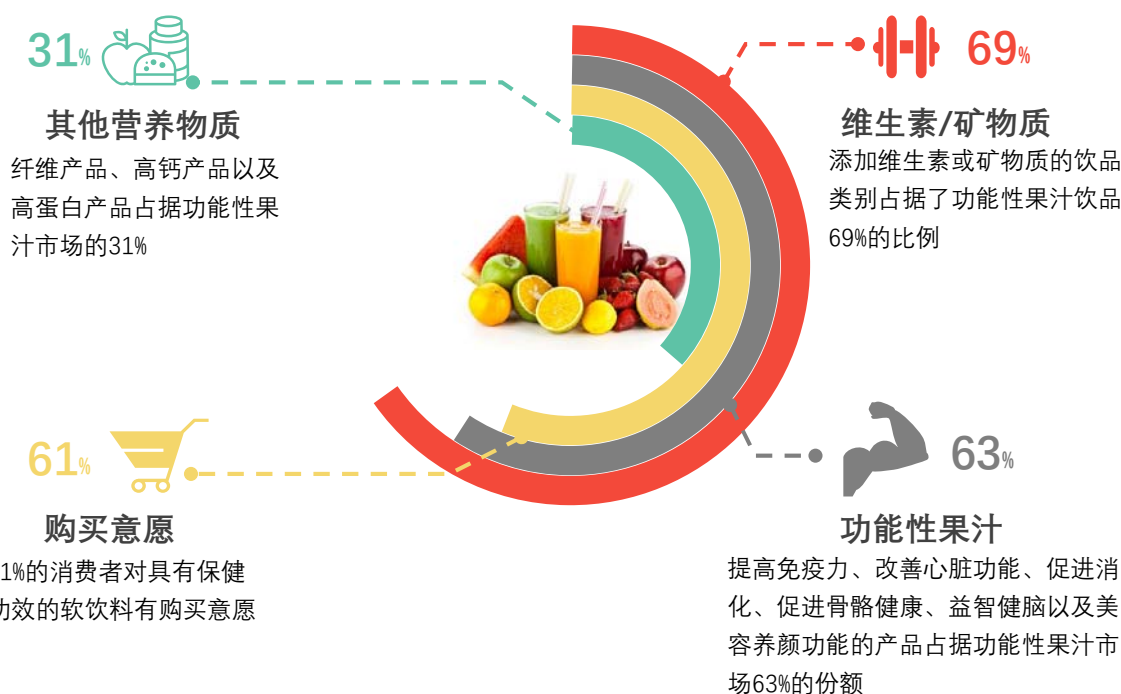 31%
其他营养物质
纤维产品、高钙产品以及
高蛋白产品占据功能性果
汁市场的31%
69%
维生素/矿物质
添加维生素或矿物质的饮品
类别占据了功能性果汁饮品
69%的比例
61%
购买意愿
1%的消费者对具有保健
功效的软饮料有购买意愿
63%
功能性果汁
提高免疫力、改善心脏功能、促进消
化、促进骨骼健康、益智健脑以及美
容养颜功能的产品占据功能性果汁市
场63%的份额